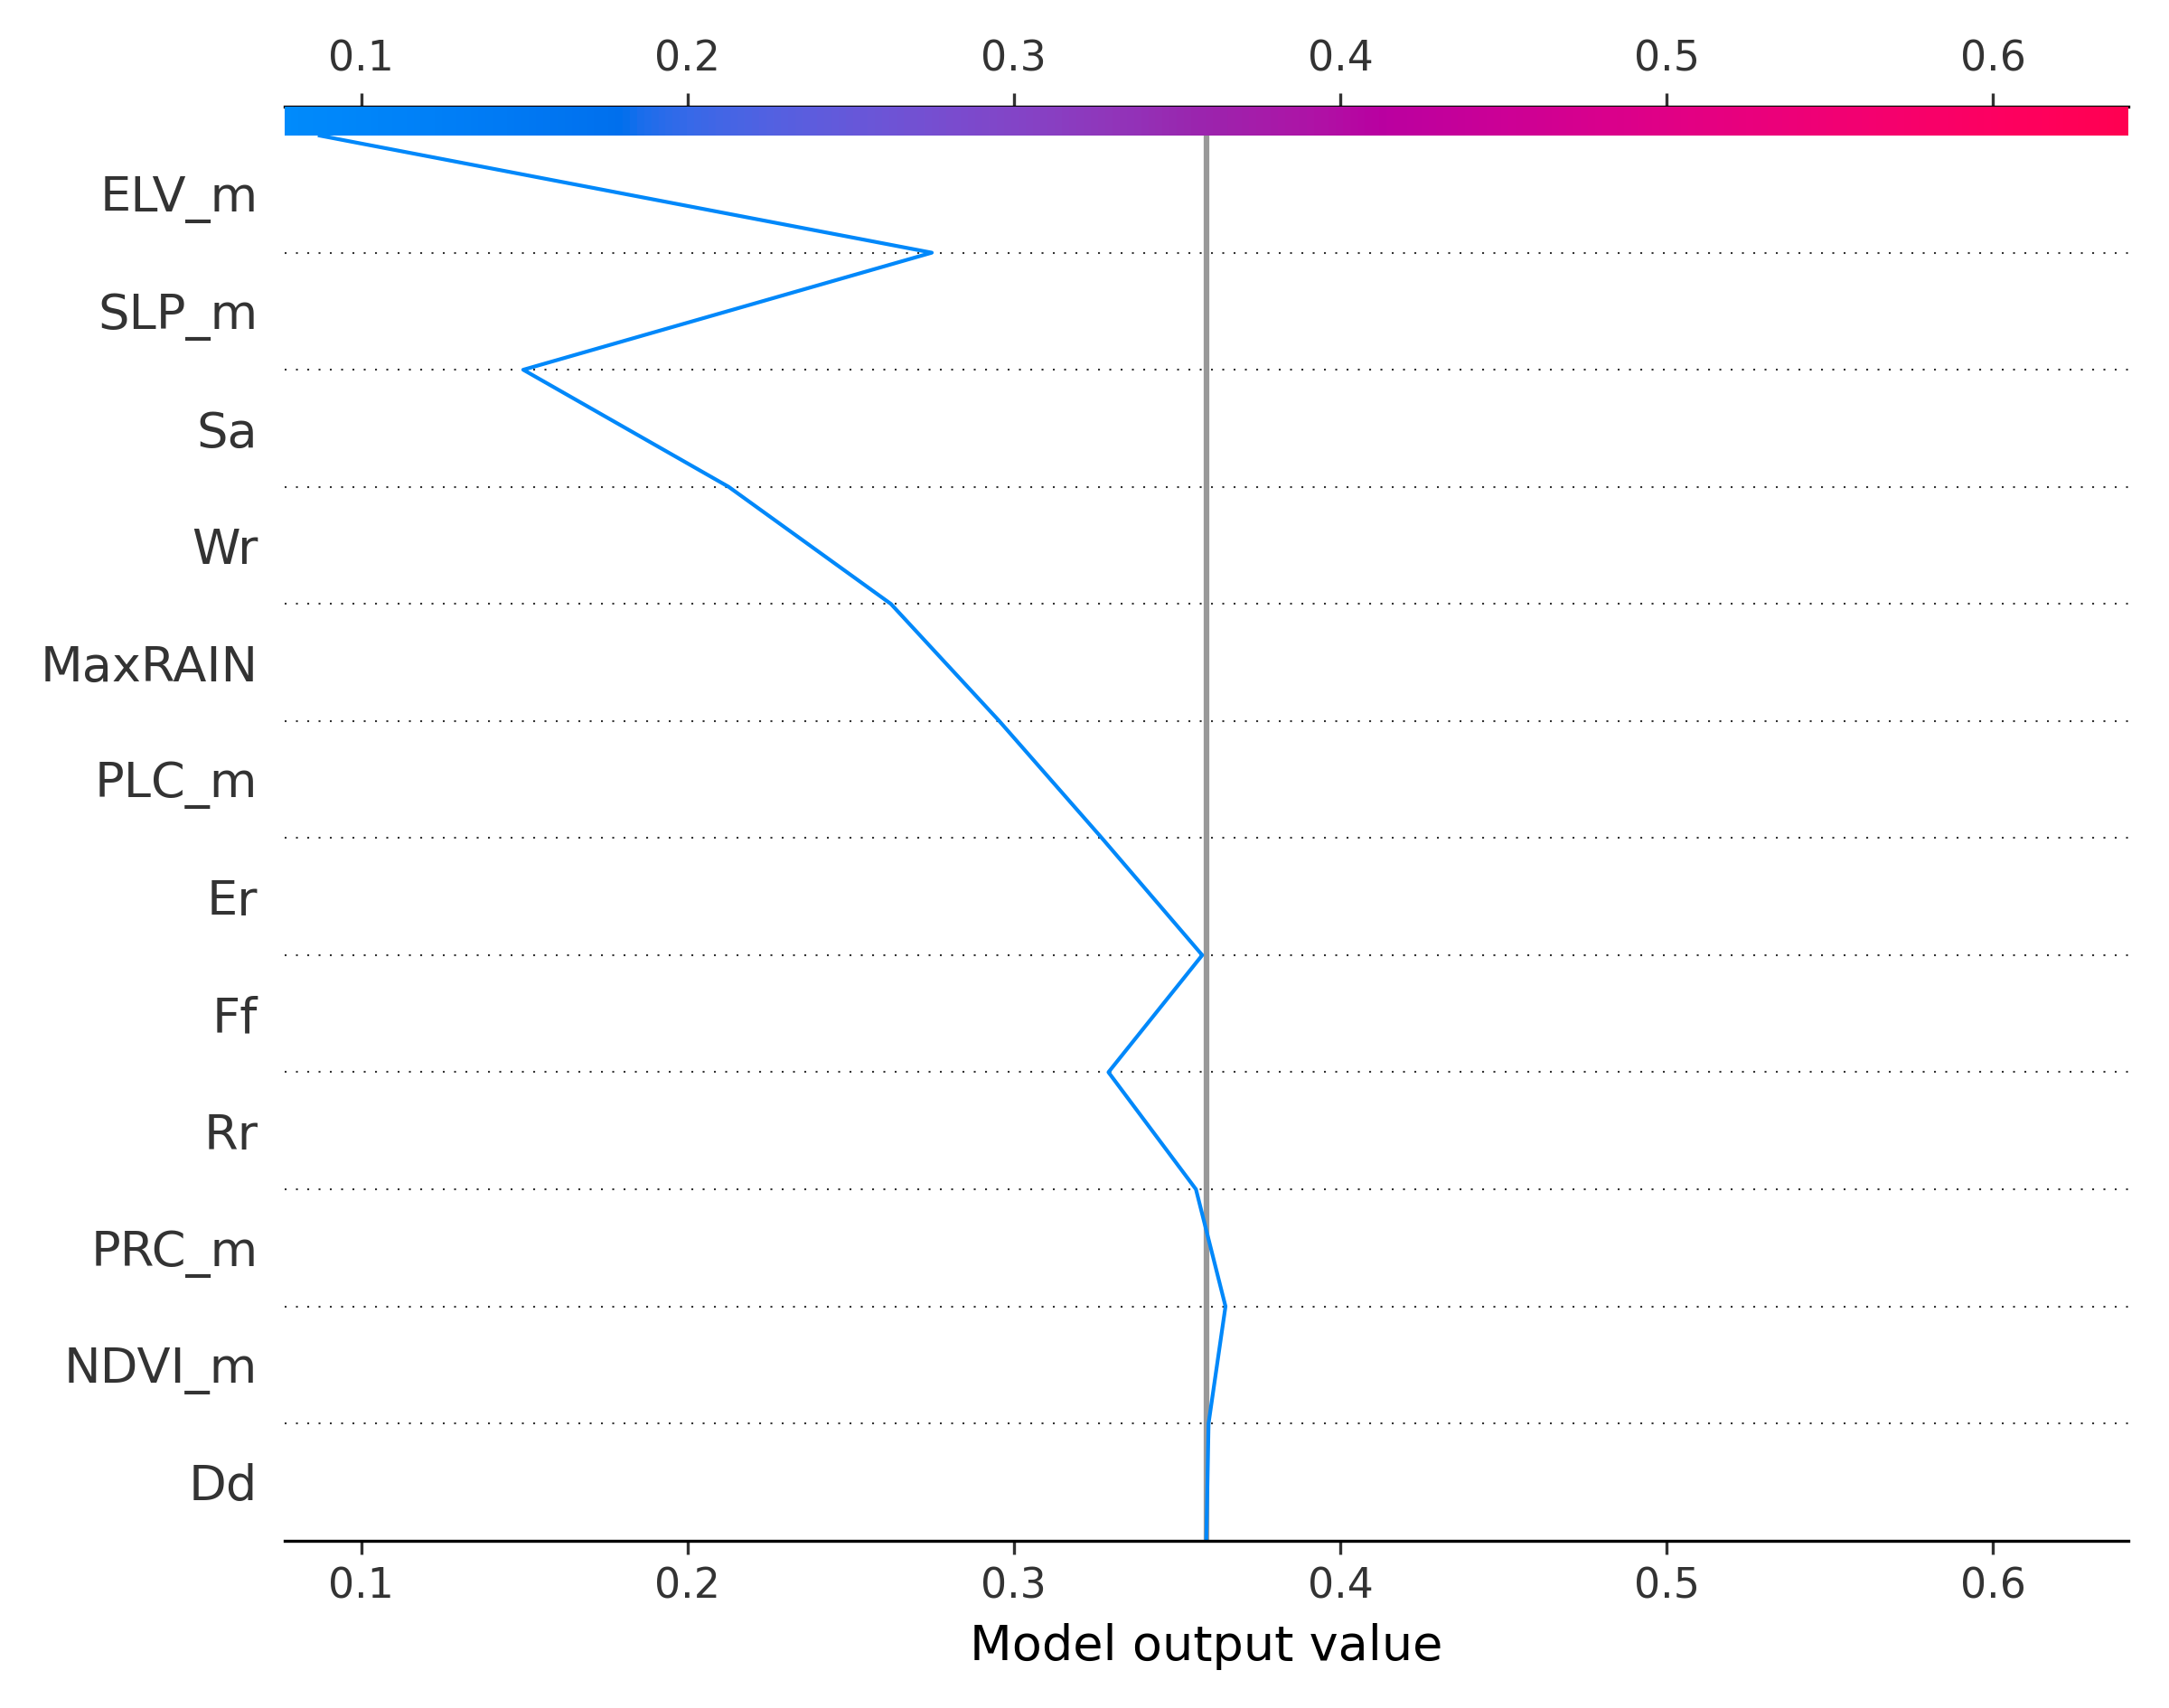 0.1 0.2 0.3 0.4 0.5 0.6
ELV_m
SLP_m
Sa
Wr
MaxRAIN
PLC_m
Er
Ff
Rr
PRC_m
NDVI_m
Dd
0.1 0.2 0.3 0.4 0.5 0.6
Model output value